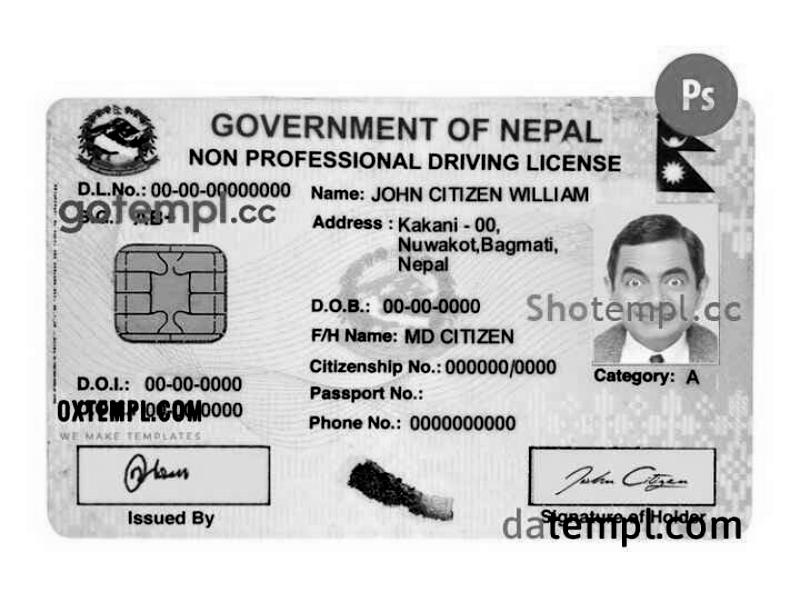 Ps
GOVERNMENT OF NEPAL
NON PROFESSIONAL DRIVING LICENSE
D.L.No.: 00-00-00000000
B.G.: AB+
gotempl.cc
Name: JOHN CITIZEN WILLIAM
Address : Kakani - 00,
Nuwakot,Bagmati,
Nepal
D.O.B.: 00-00-0000
Shotempl.cc
F/H Name: MD CITIZEN
Citizenship No.: 000000/0000
Category: A
D.O.I.: 00-00-0000
Passport No.:
OXTEMPL.COM
WE MAKE TEMPLATES
Phone No.: 0000000000
John Citizen
Issued By
Signature of Holder
datempl.com